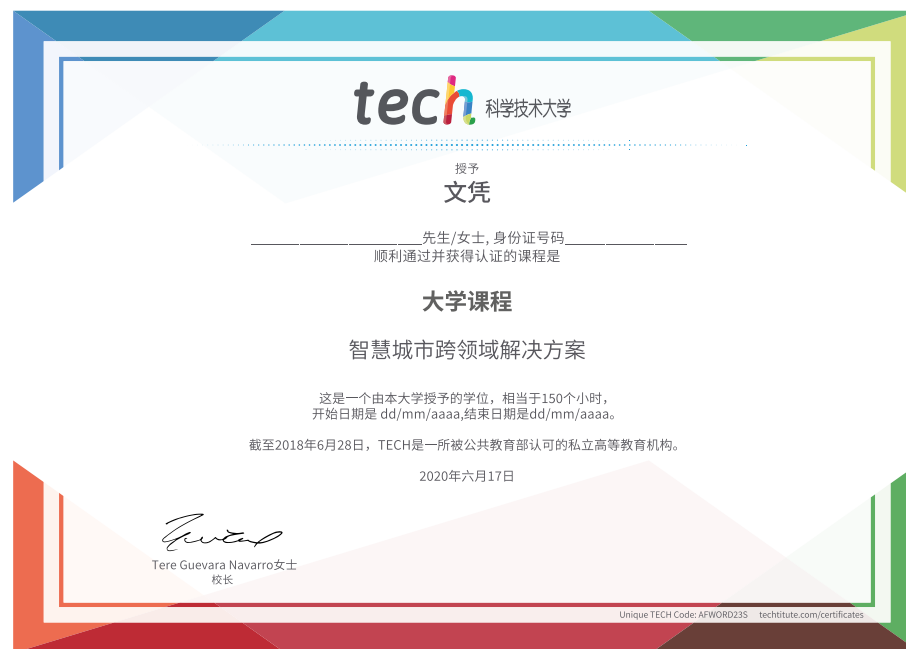 tech 科学技术大学
授予
文凭
____________________先生/女士, 身份证号码______________
顺利通过并获得认证的课程是
大学课程
智慧城市跨领域解决方案
这是一个由本大学授予的学位，相当于150个小时，
开始日期是 dd/mm/aaaa,结束日期是dd/mm/aaaa。
截至2018年6月28日，TECH是一所被公共教育部认可的私立高等教育机构。
2020年六月17日
Tere Guevara Navarro女士
校长
Unique TECH Code: AFWORD23S techtitute.com/certificates